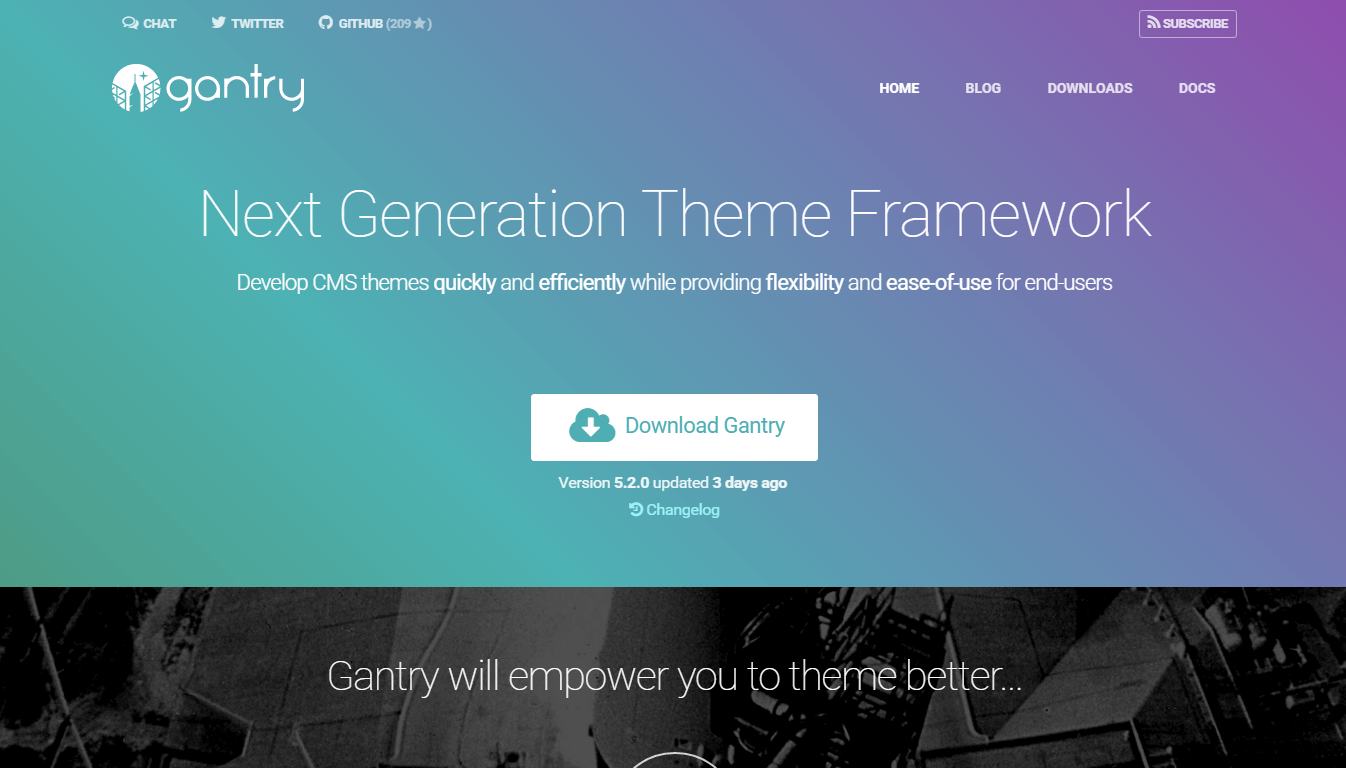 CHAT TWITTER GITHUB (209★) SUBSCRIBE
gantry HOME BLOG DOWNLOADS DOCS
Next Generation Theme Framework
Develop CMS themes quickly and efficiently while providing flexibility and ease-of-use for end-users
Download Gantry
Version 5.2.0 updated 3 days ago
Changelog
Gantry will empower you to theme better...